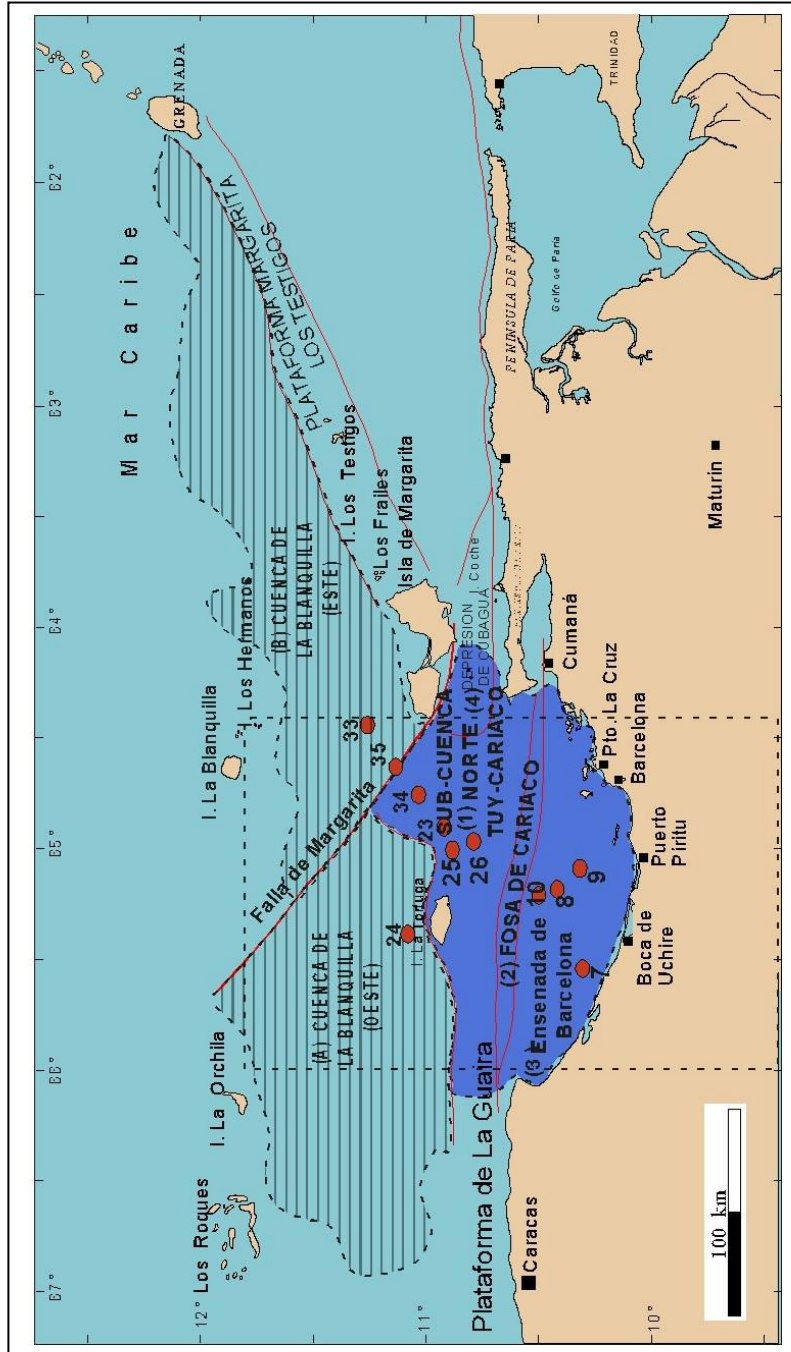 67°
66°
65°
64°
63°
62°
12°
11°
10°
Mar Caribe
GRENADA
Los Roques
I. La Orchila
I. La Blanquilla
I. Los Hermanos
PLATAFORMA MARGARITA
LOS TESTIGOS
(B) CUENCA DE
LA BLANQUILLA
(ESTE)
I. Los Testigos
Los Frailes
Isla de Margarita
Falla de Margarita
(A) CUENCA DE
LA BLANQUILLA
(OESTE)
33
35
34
24
23
25
26
I. La Tortuga
SUB-CUENCA
(1) NORTE (4)
TUY-CARIACO
DEPRESION
DE CUBAGUA
I. Coche
Plataforma de La Guaira
(2) FOSA DE CARIACO
(3) Ensenada de
Barcelona
10
8
9
7
Caracas
Boca de
Uchire
Puerto
Píritu
Barcelona
Pto. La Cruz
Cumaná
Maturín
PENINSULA DE PARIA
Golfo de Paria
TRINIDAD
100 km